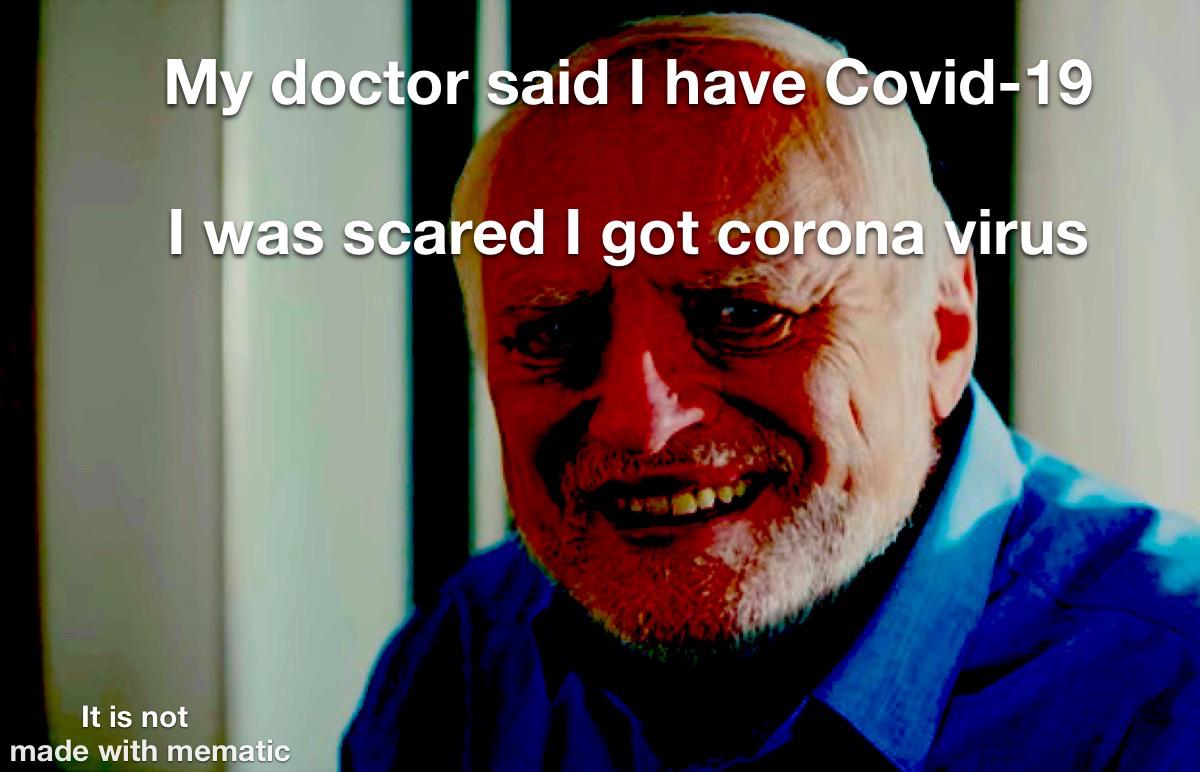 My doctor said I have Covid-19
I was scared I got corona virus
It is not
made with mematic